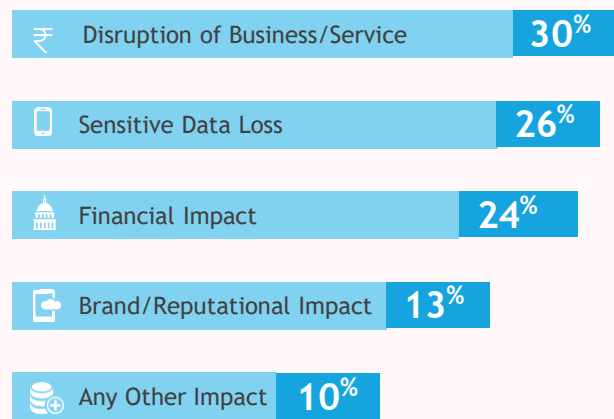 ₹ Disruption of Business/Service 30%
Sensitive Data Loss 26%
Financial Impact 24%
Brand/Reputational Impact 13%
Any Other Impact 10%